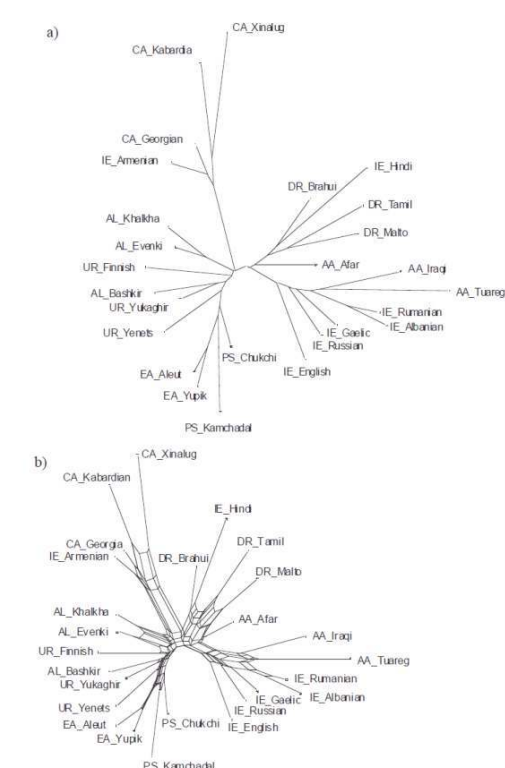 a)
CA_Xinalug
CA_Kabardia
CA_Georgian
IE_Armenian
IE_Hindi
DR_Brahui
DR_Tamil
AL_Khalkha
DR_Malto
AL_Evenki
UR_Finnish
AA_Afar
AA_Iraqi
AL_Bashkir
AA_Tuareg
UR_Yukaghir
IE_Rumanian
IE_Albanian
UR_Yenets
IE_Gaelic
IE_Russian
PS_Chukchi
EA_Aleut
IE_English
EA_Yupik
PS_Kamchadal
b)
CA_Xinalug
CA_Kabardian
IE_Hindi
CA_Georgia
DR_Tamil
IE_Armenian
DR_Brahui
DR_Malto
AL_Khalkha
AA_Afar
AL_Evenki
AA_Iraqi
UR_Finnish
AA_Tuareg
AL_Bashkir
IE_Rumanian
UR_Yukaghir
IE_Gaelic
IE_Albanian
UR_Yenets
IE_Russian
EA_Aleut
PS_Chukchi
IE_English
EA_Yupik
PS_Kamchadal